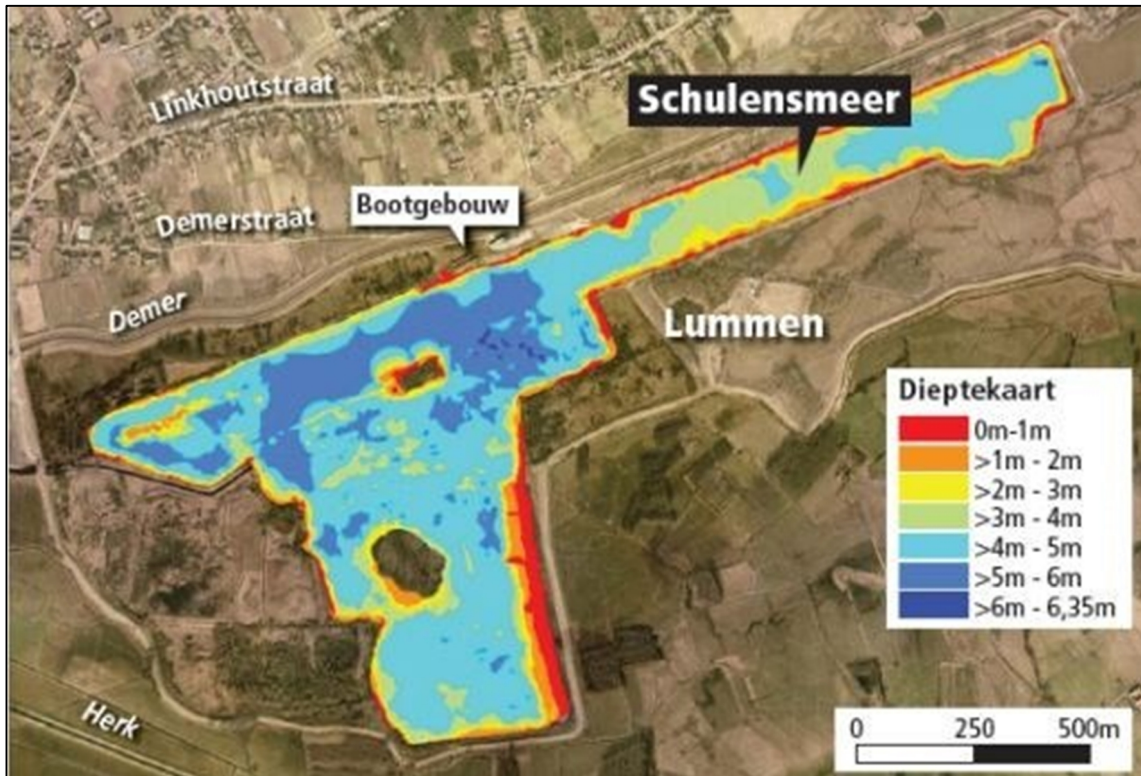 Linkhoutstraat
Schulensmeer
Bootgebouw
Demerstraat
Demer
Lummen
Dieptekaart
0m-1m
>1m - 2m
>2m - 3m
>3m - 4m
>4m - 5m
>5m - 6m
>6m - 6,35m
Herk
0 250 500m